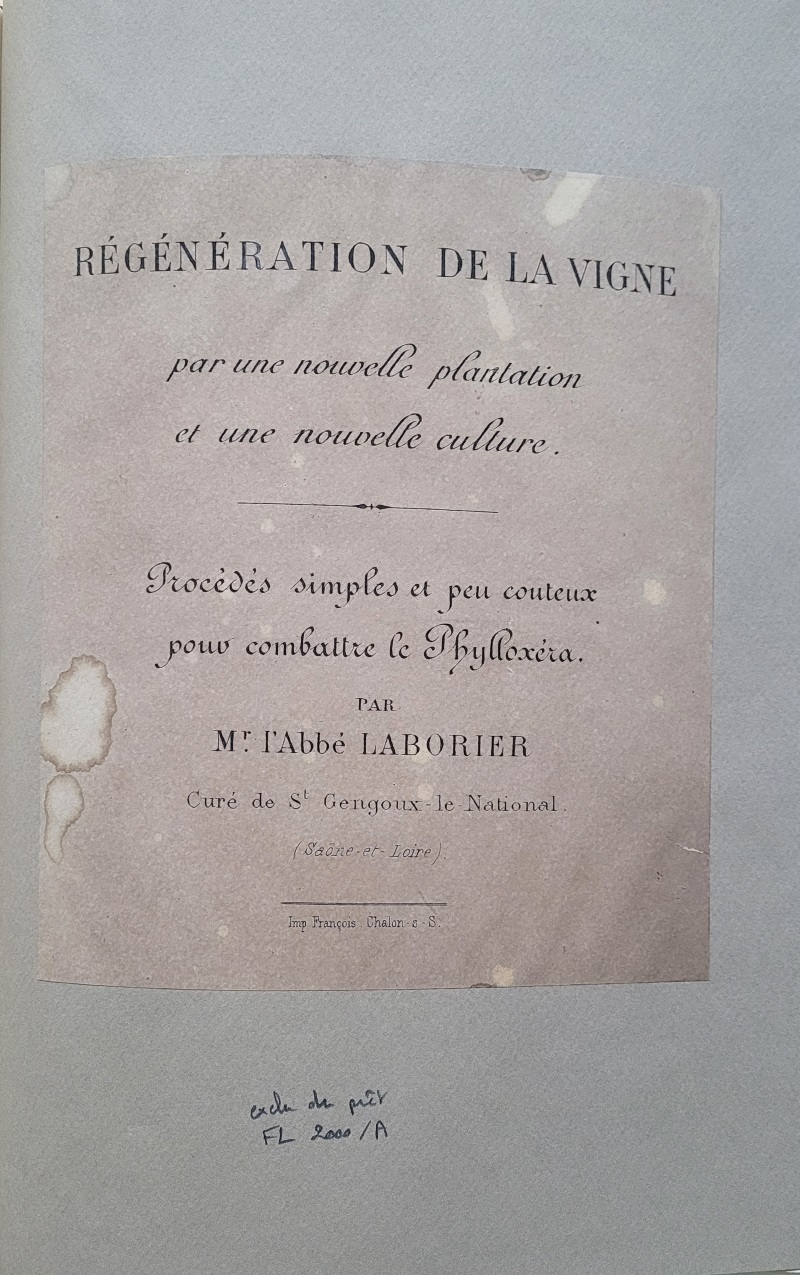 RÉGÉNÉRATION DE LA VIGNE
par une nouvelle plantation
et une nouvelle culture.
Procédés simples et peu couteux
pour combattre le Phylloxéra.
PAR
Mr. l'Abbé LABORIER
Curé de St Gengoux-le-National.
(Saône-et-Loire).
Imp François. Chalon-s-S.
exclu du prêt
FL 2000/A